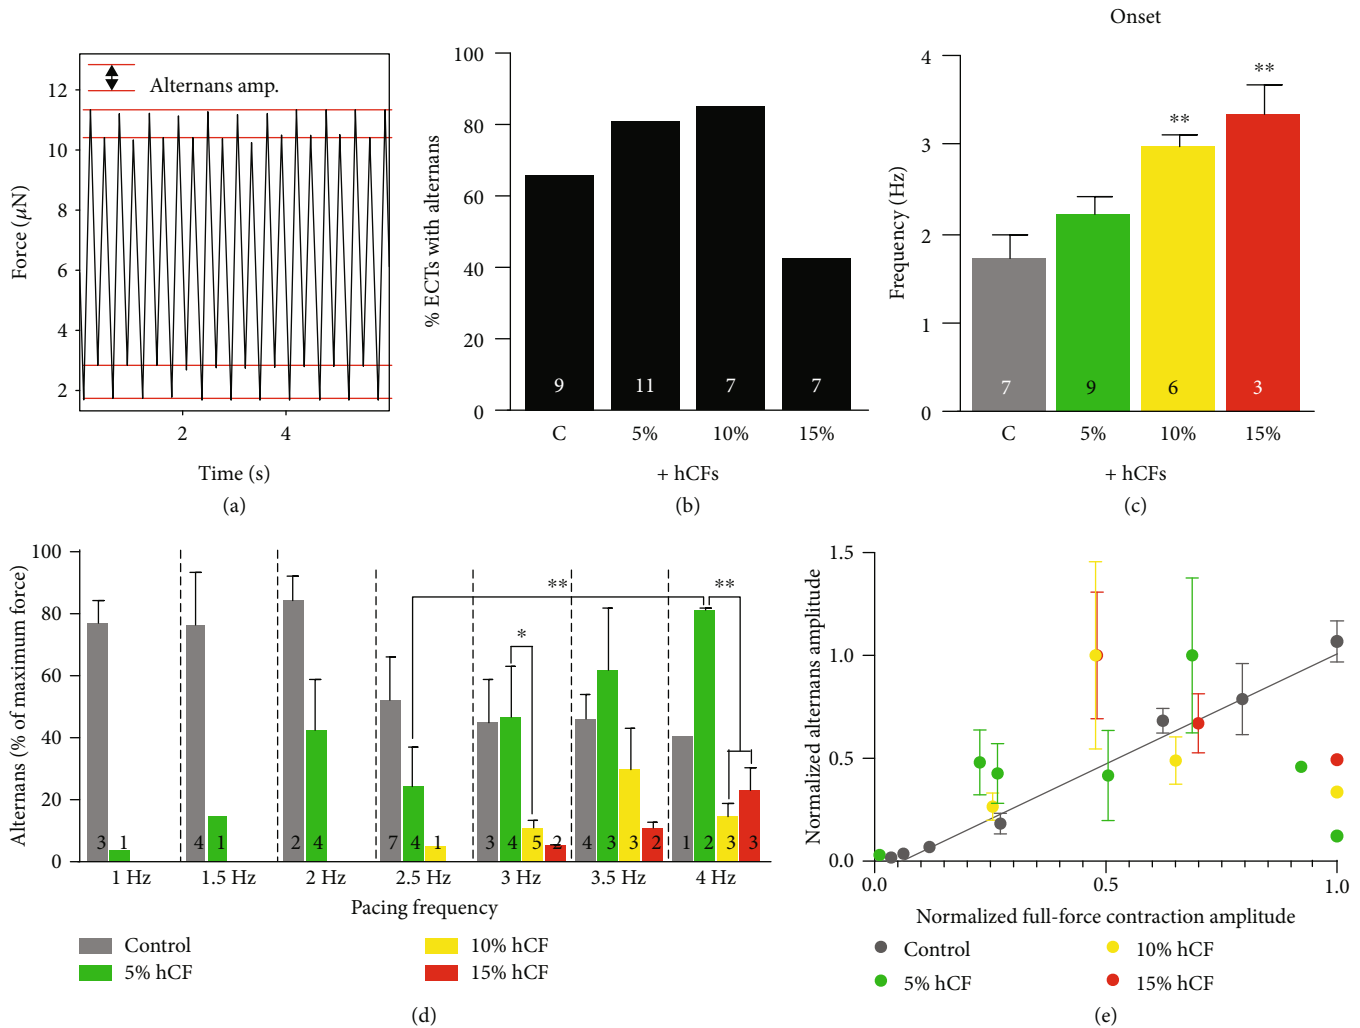 Alternans amp.
12
10
8
6
4
2
Force (μN)
2
4
Time (s)
(a)
100
80
60
40
20
0
% ECTs with alternans
9
11
7
7
C
5%
10%
15%
+ hCFs
(b)
Onset
4
3
2
1
0
Frequency (Hz)
**
**
7
9
6
3
C
5%
10%
15%
+ hCFs
(c)
100
80
60
40
20
0
Alternans (% of maximum force)
**
**
*
3
1
4
1
2
4
7
4
1
3
4
5
2
4
3
3
2
1
2
3
3
1 Hz
1.5 Hz
2 Hz
2.5 Hz
3 Hz
3.5 Hz
4 Hz
Pacing frequency
Control
5% hCF
10% hCF
15% hCF
(d)
1.5
1.0
0.5
0.0
Normalized alternans amplitude
0.0
0.5
1.0
Normalized full-force contraction amplitude
Control
5% hCF
10% hCF
15% hCF
(e)